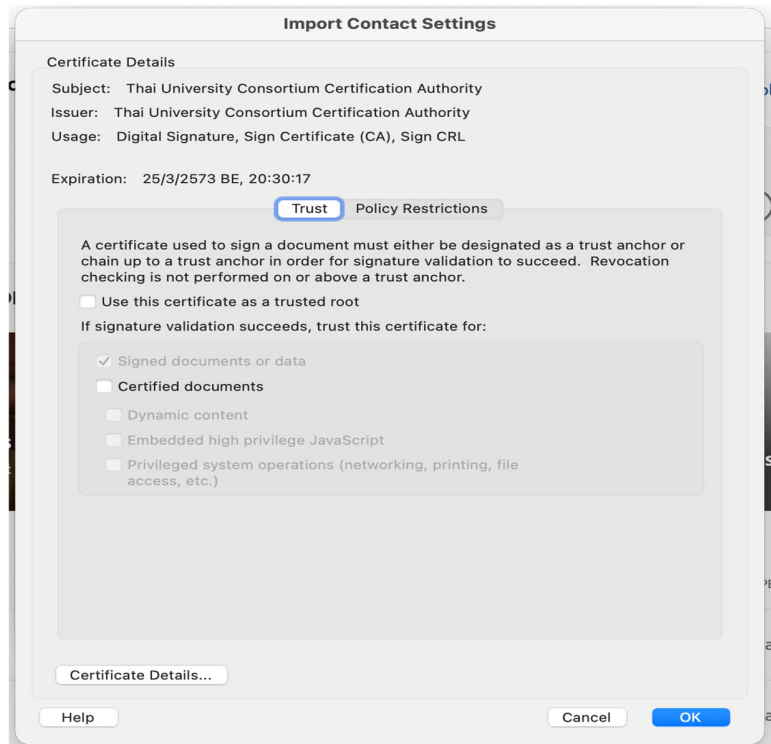 Import Contact Settings
Certificate Details
Subject: Thai University Consortium Certification Authority
Issuer: Thai University Consortium Certification Authority
Usage: Digital Signature, Sign Certificate (CA), Sign CRL
Expiration: 25/3/2573 BE, 20:30:17
Trust Policy Restrictions
A certificate used to sign a document must either be designated as a trust anchor or
chain up to a trust anchor in order for signature validation to succeed. Revocation
checking is not performed on or above a trust anchor.
Use this certificate as a trusted root
If signature validation succeeds, trust this certificate for:
Signed documents or data
Certified documents
Dynamic content
Embedded high privilege JavaScript
Privileged system operations (networking, printing, file
access, etc.)
Certificate Details...
Help Cancel OK